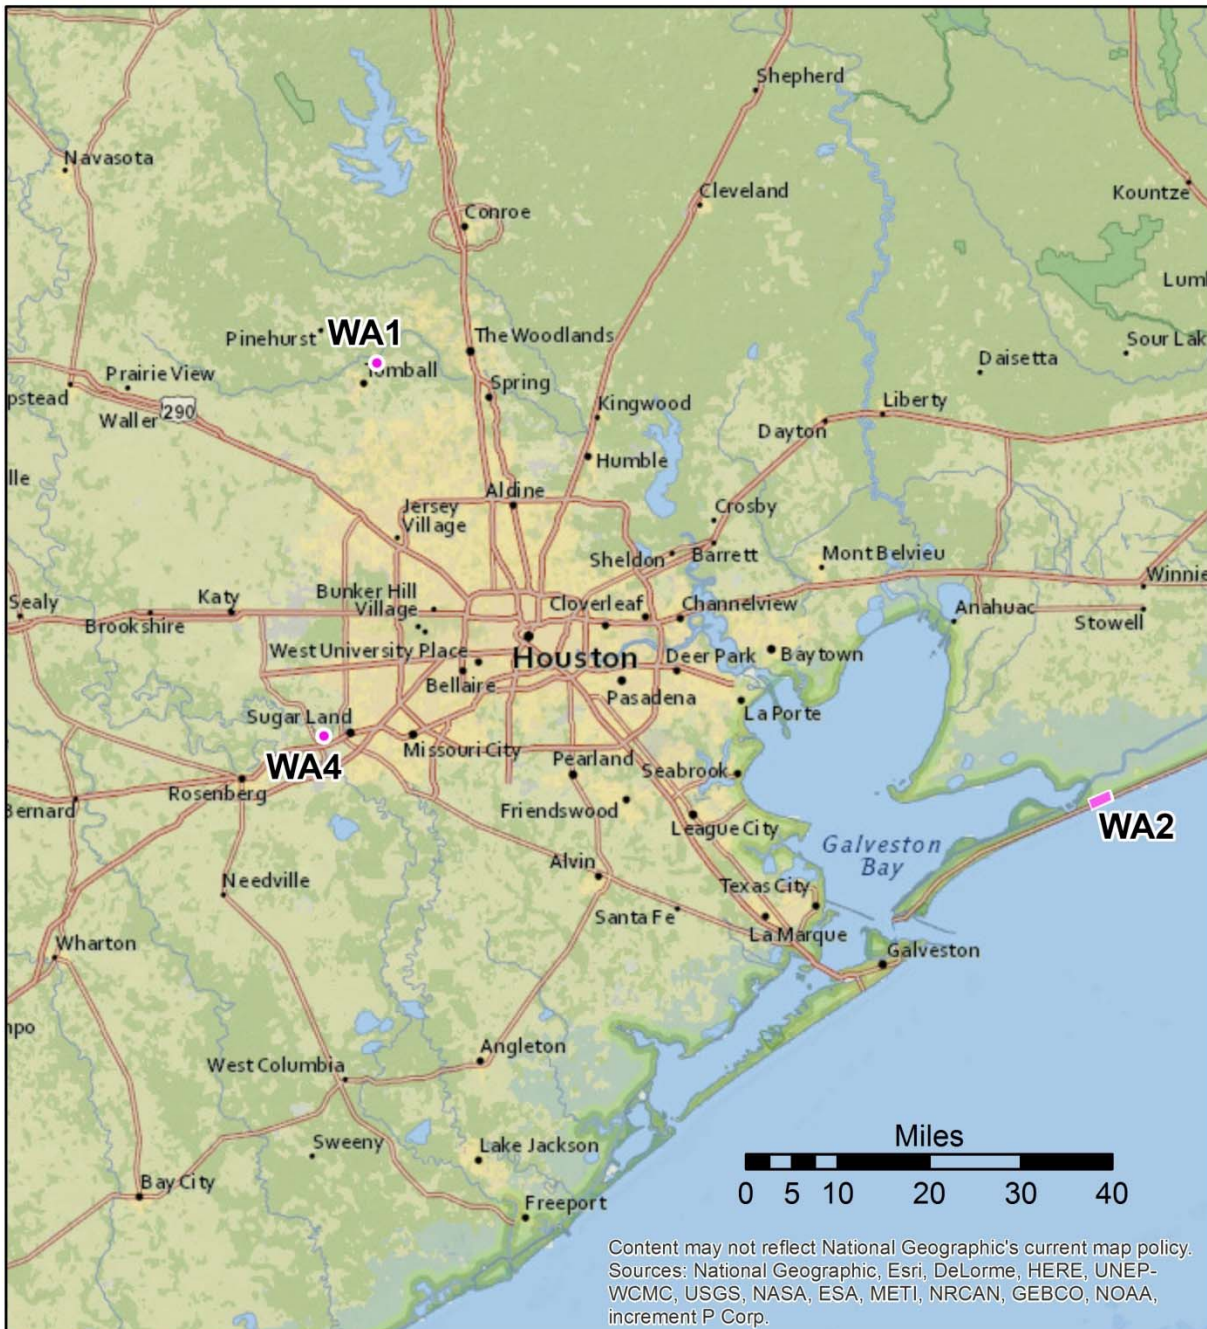 Shepherd
Navasota
Cleveland
Kountze
Conroe
Lumb
Pinehurst
WA1
The Woodlands
Sour Lak
Daisetta
Prairie View
Tomball
Spring
pstead
Waller
290
Kingwood
Liberty
Dayton
Humble
lle
Aldine
Jersey
Village
Crosby
Sheldon
Barrett
Mont Belvieu
Winnie
Sealy
Katy
Bunker Hill
Village
Cloverleaf
Channelview
Anahuac
Brookshire
Stowell
West University Place
Houston
Deer Park
Baytown
Bellaire
Pasadena
La Porte
Sugar Land
Missouri City
WA4
Pearland
Seabrook
Rosenberg
Bernard
Friendswood
League City
WA2
Galveston
Bay
Alvin
Needville
Texas City
Santa Fe
La Marque
Wharton
Galveston
mpo
Angleton
West Columbia
Sweeny
Lake Jackson
Miles
0 5 10 20 30 40
Bay City
Freeport
Content may not reflect National Geographic's current map policy.
Sources: National Geographic, Esri, DeLorme, HERE, UNEP-
WCMC, USGS, NASA, ESA, METI, NRCAN, GEBCO, NOAA,
increment P Corp.